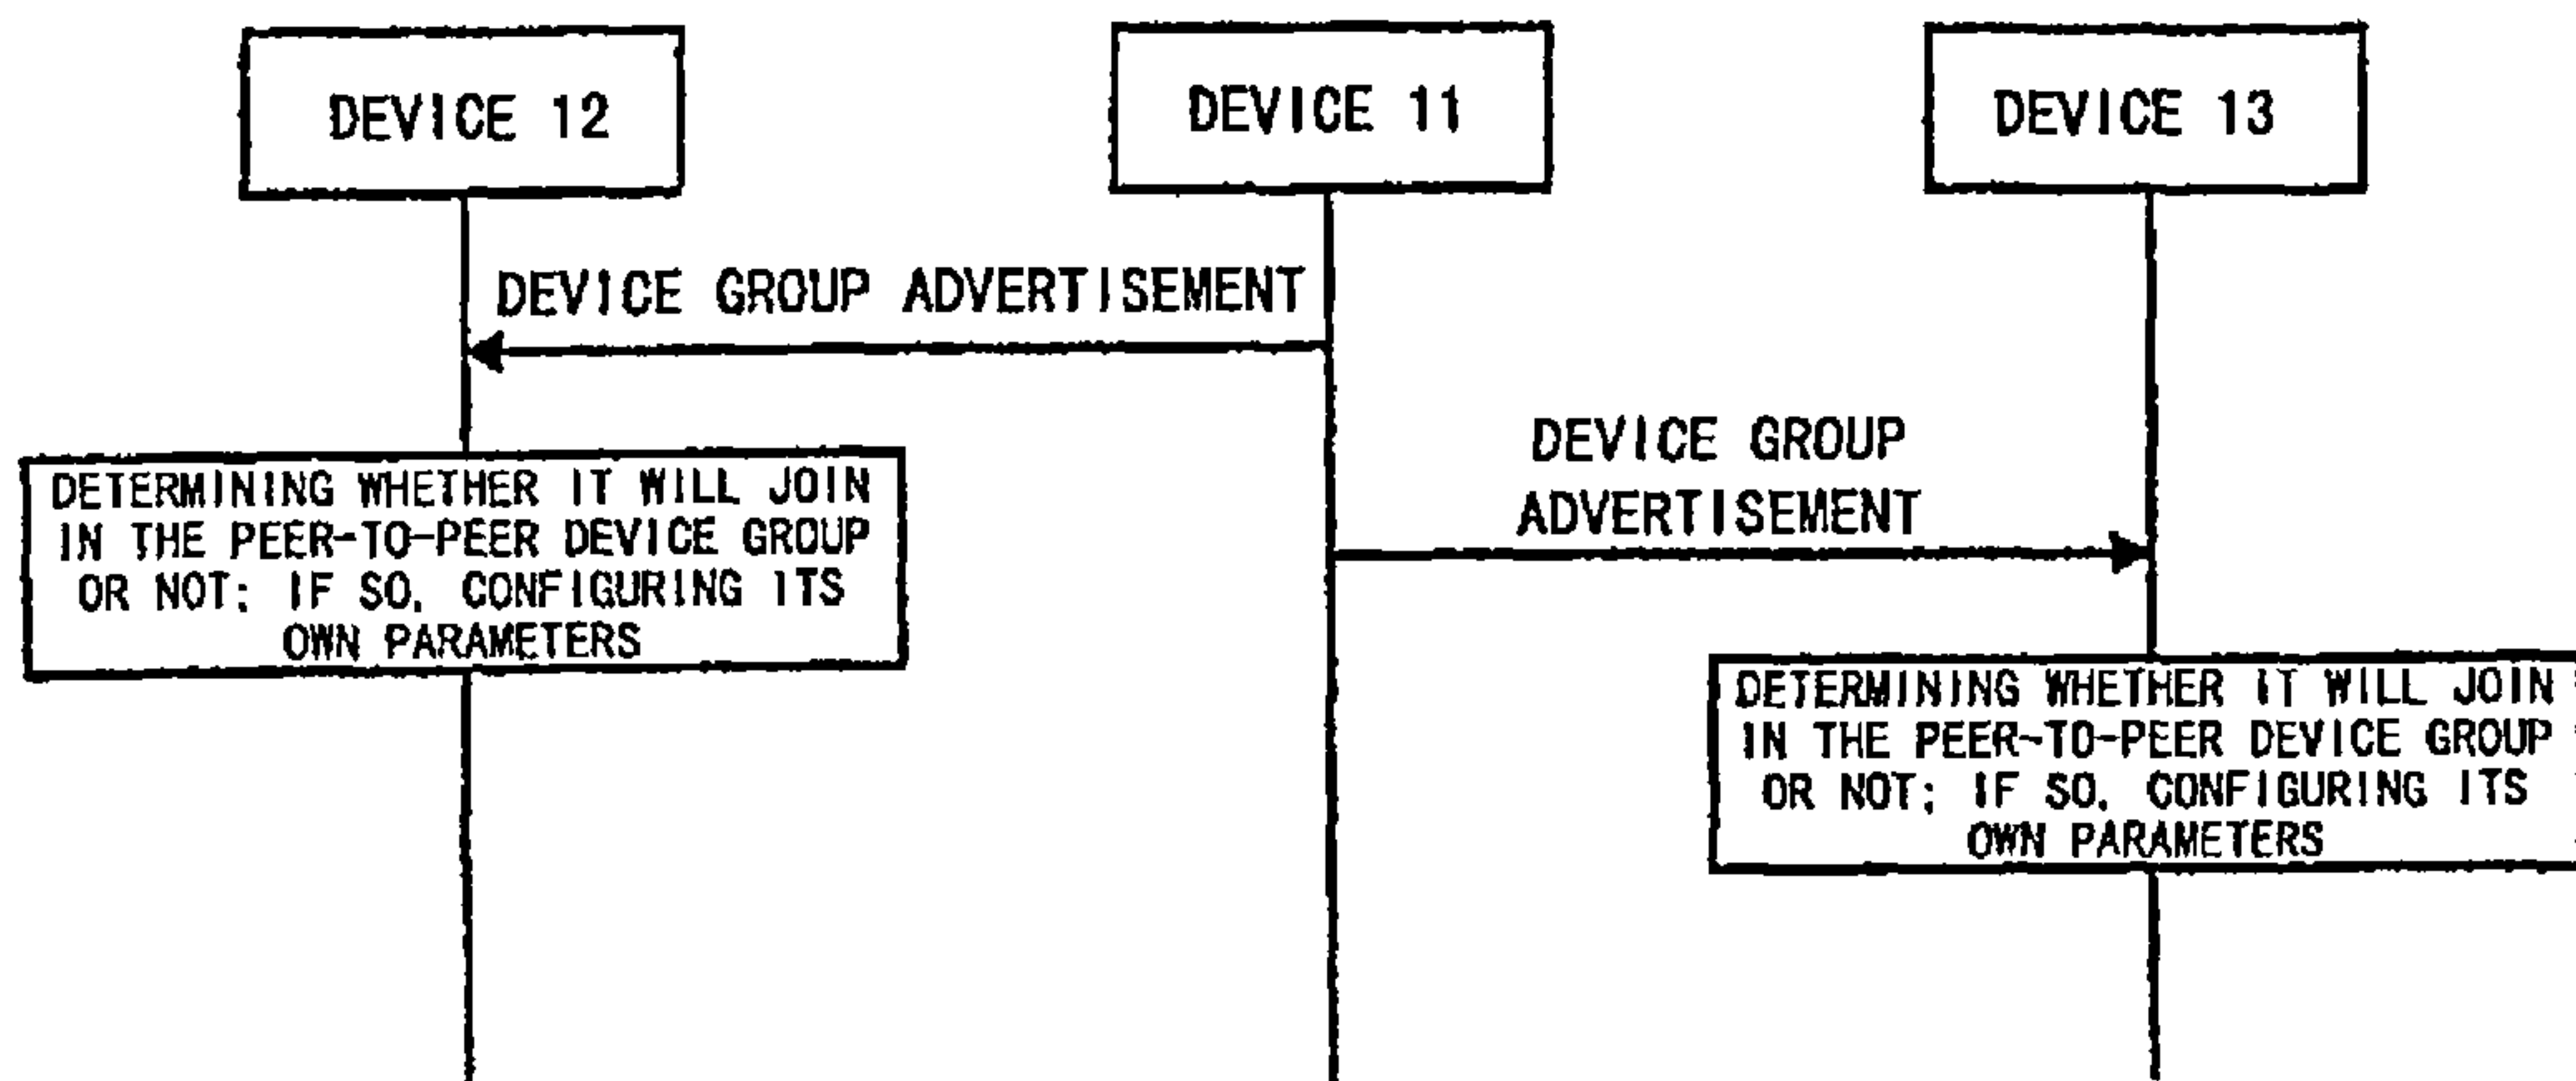 DEVICE 12
DEVICE 11
DEVICE 13
DEVICE GROUP ADVERTISEMENT
DEVICE GROUP
ADVERTISEMENT
DETERMINING WHETHER IT WILL JOIN
IN THE PEER-TO-PEER DEVICE GROUP
OR NOT; IF SO, CONFIGURING ITS
OWN PARAMETERS
DETERMINING WHETHER IT WILL JOIN
IN THE PEER-TO-PEER DEVICE GROUP
OR NOT; IF SO, CONFIGURING ITS
OWN PARAMETERS